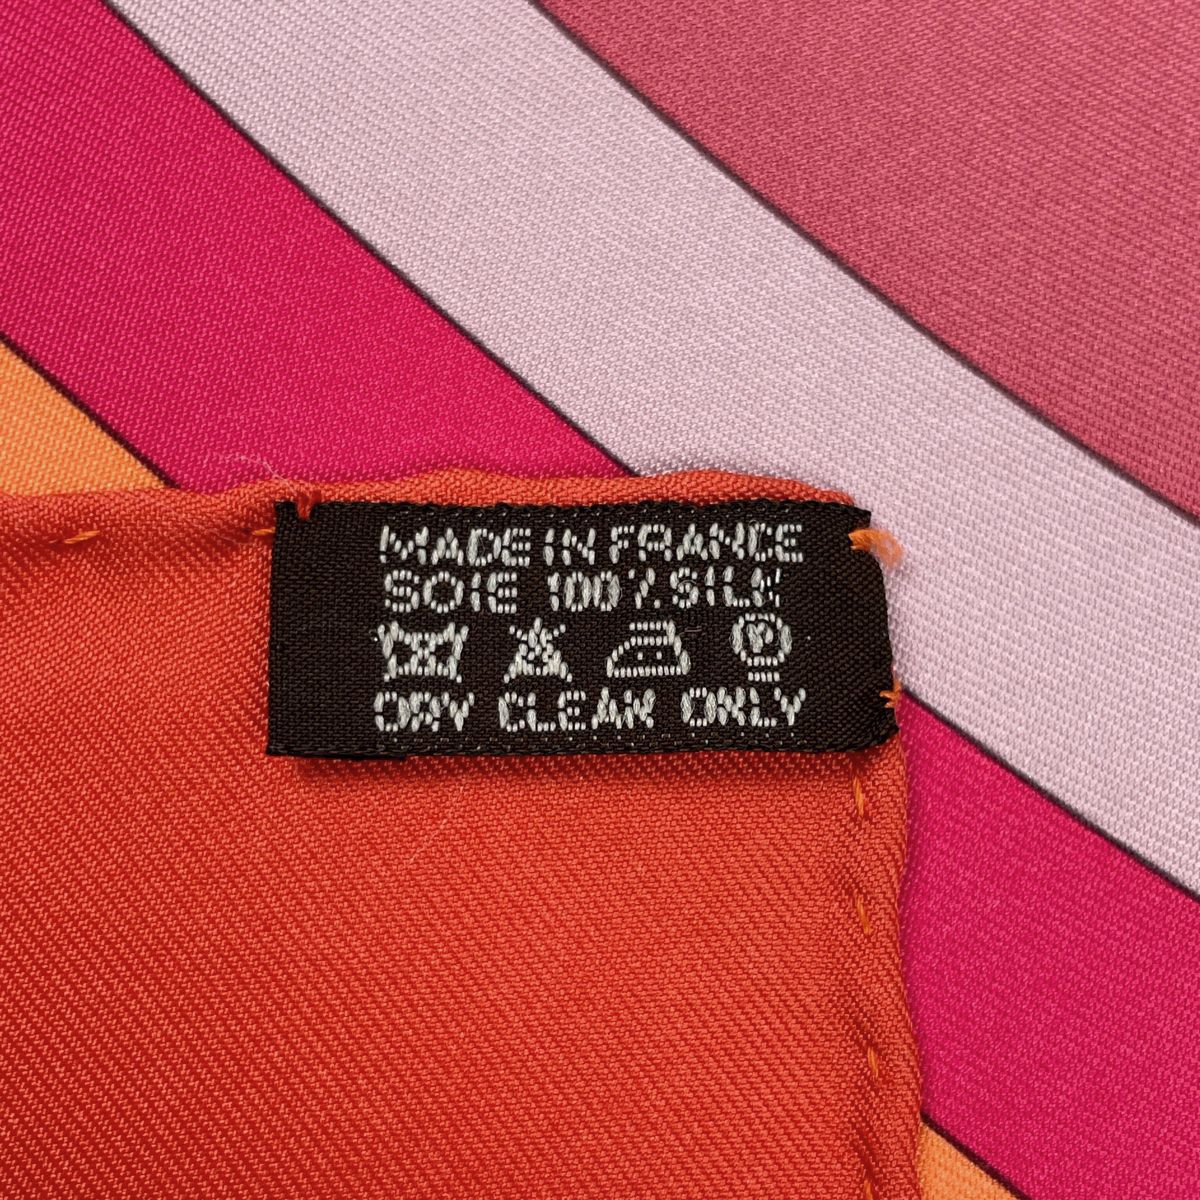 MADE IN FRANCE
SOIE 100% SILK
DRY CLEAN ONLY